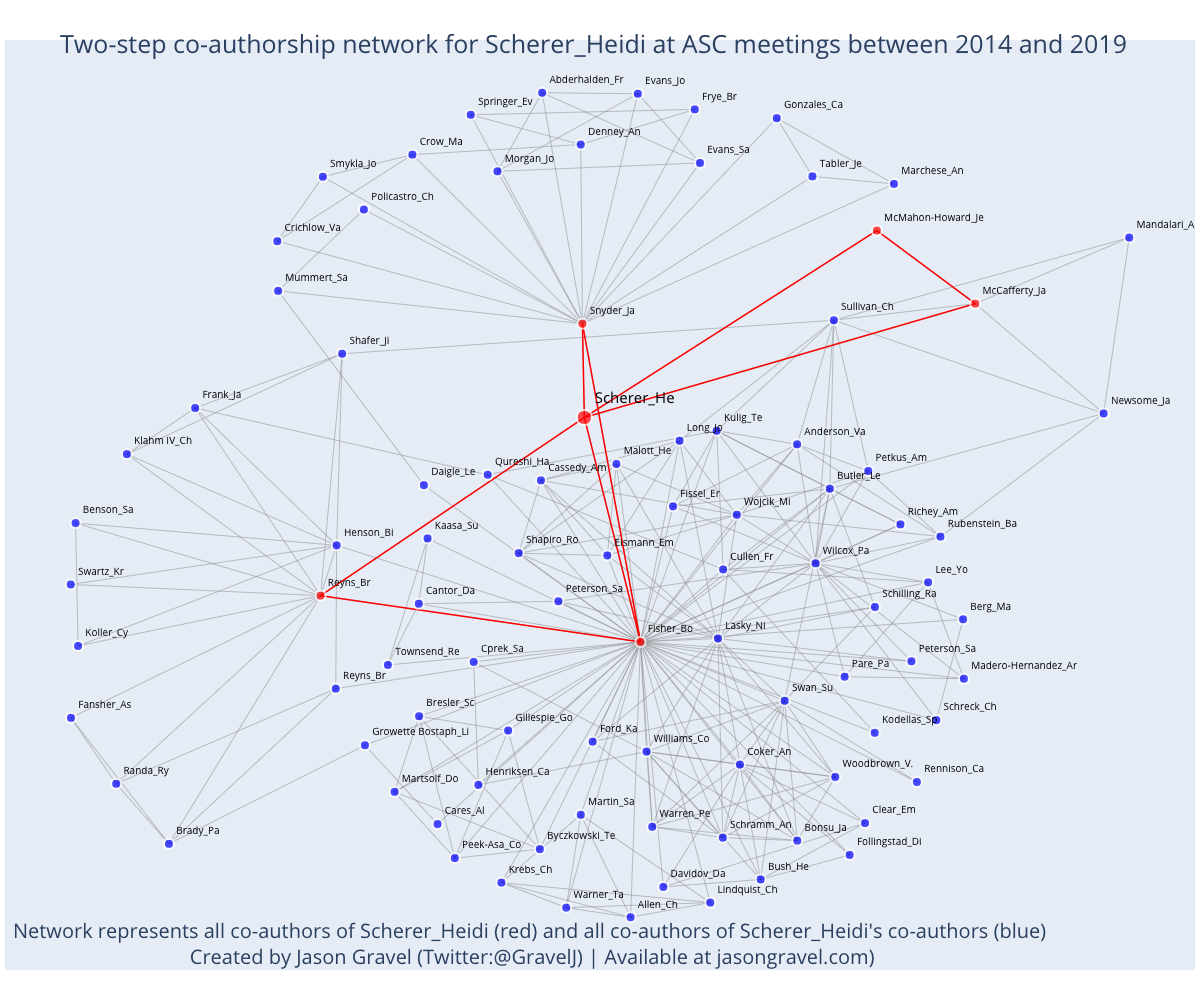 Two-step co-authorship network for Scherer_Heidi at ASC meetings between 2014 and 2019
Abderhalden_Fr
Evans_Jo
Springer_Ev
Frye_Br
Gonzales_Ca
Denney_An
Crow_Ma
Evans_Sa
Morgan_Jo
Smykla_Jo
Tabler_Je
Marchese_An
Policastro_Ch
McMahon-Howard_Je
Mandalari_A
Crichlow_Va
Mummert_Sa
McCafferty_Ja
Snyder_Ja
Sullivan_Ch
Shafer_Ji
Frank_Ja
Scherer_He
Newsome_Ja
Kulig_Te
Long_Jo
Anderson_Va
Klahm IV_Ch
Malott_He
Qureshi_Ha
Petkus_Am
Daigle_Le
Cassedy_Am
Butler_Le
Fissel_Er
Wojcik_Mi
Benson_Sa
Richey_Am
Rubenstein_Ba
Henson_Bi
Kaasa_Su
Shapiro_Ro
Eismann_Em
Wilcox_Pa
Cullen_Fr
Swartz_Kr
Lee_Yo
Reyns_Br
Cantor_Da
Peterson_Sa
Schilling_Ra
Berg_Ma
Koller_Cy
Fisher_Bo
Lasky_Ni
Townsend_Re
Cprek_Sa
Peterson_Sa
Pare_Pa
Madero-Hernandez_Ar
Reyns_Br
Swan_Su
Fansher_As
Bresler_Sc
Schreck_Ch
Growette Bostaph_Li
Gillespie_Go
Ford_Ka
Kodellas_Sp
Williams_Co
Coker_An
Randa_Ry
Martsolf_Do
Henriksen_Ca
Woodbrown_V.
Rennison_Ca
Cares_Al
Martin_Sa
Warren_Pe
Clear_Em
Brady_Pa
Byczkowski_Te
Schramm_An
Bonsu_Ja
Peek-Asa_Co
Follingstad_Di
Krebs_Ch
Davidov_Da
Bush_He
Warner_Ta
Allen_Ch
Lindquist_Ch
Network represents all co-authors of Scherer_Heidi (red) and all co-authors of Scherer_Heidi's co-authors (blue)
Created by Jason Gravel (Twitter:@GravelJ) | Available at jasongravel.com)